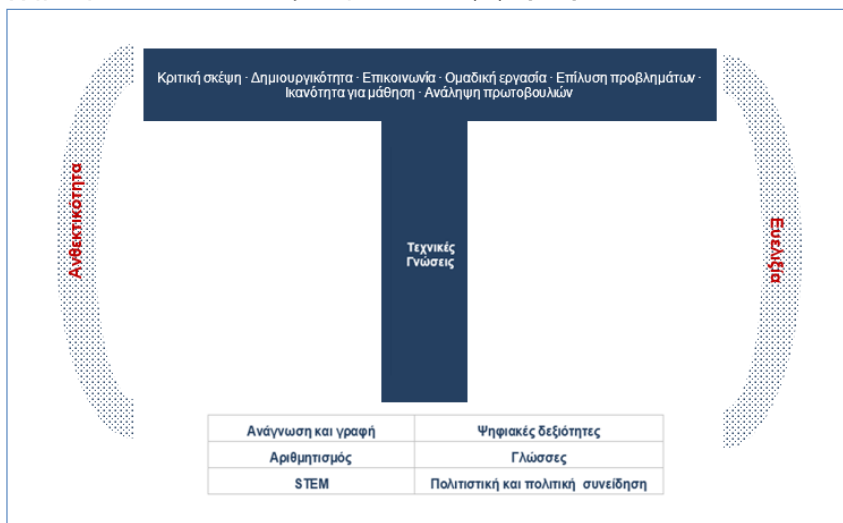 Κριτική σκέψη · Δημιουργικότητα · Επικοινωνία · Ομαδική εργασία · Επίλυση προβλημάτων ·
Ικανότητα για μάθηση · Ανάληψη πρωτοβουλιών
Ανθεκτικότητα
Τεχνικές
Γνώσεις
Ευελιξία
Ανάγνωση και γραφή
Ψηφιακές δεξιότητες
Αριθμητισμός
Γλώσσες
STEM
Πολιτιστική και πολιτική συνείδηση